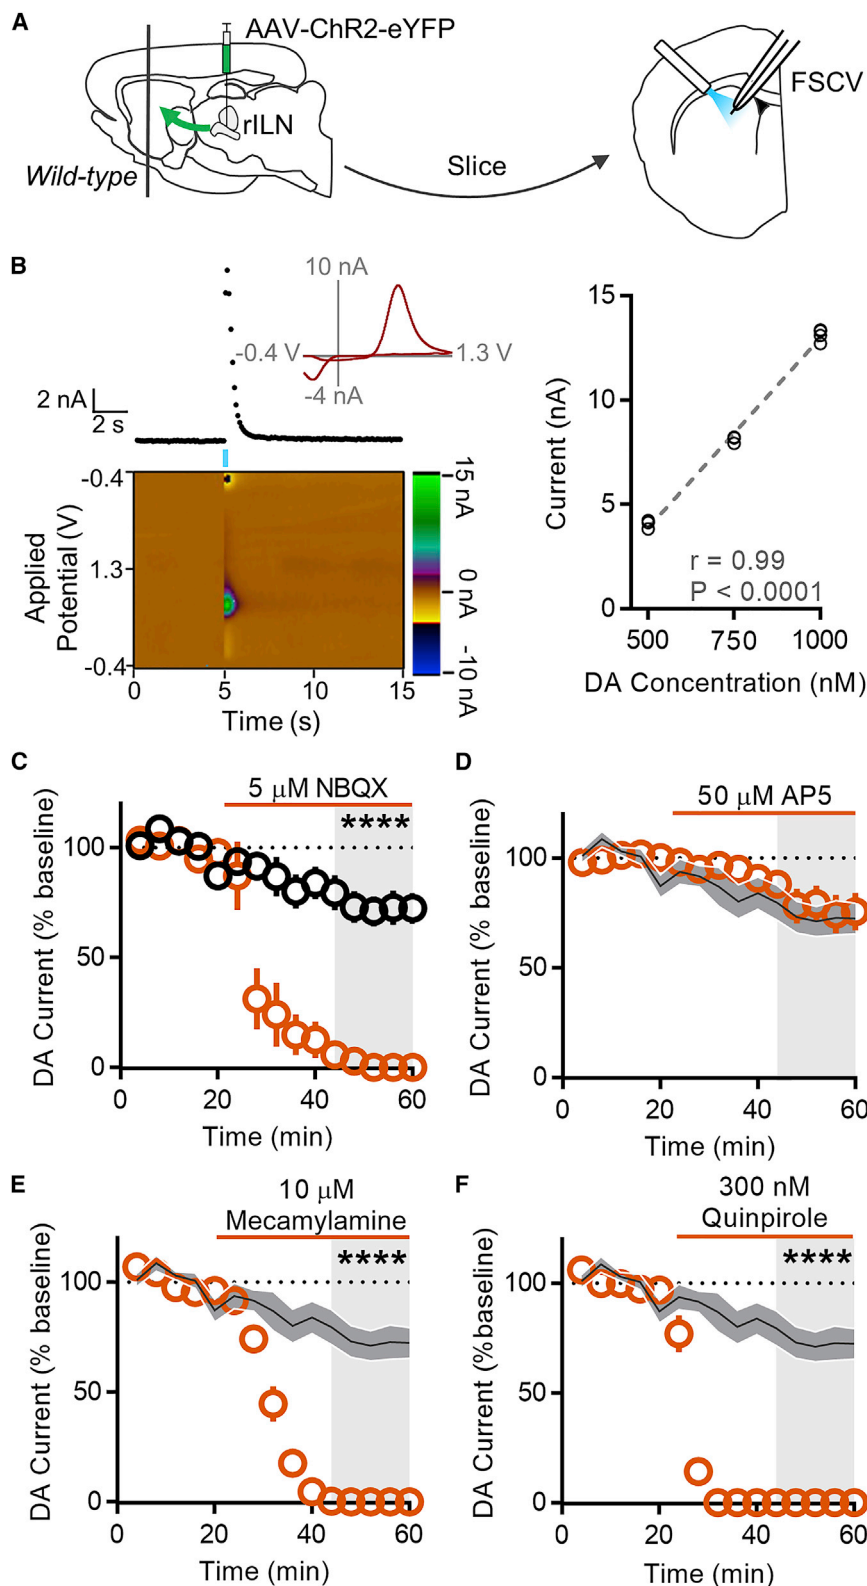 A
AAV-ChR2-eYFP
rILN
Wild-type
Slice
FSCV
B
10 nA
-0.4 V
1.3 V
-4 nA
2 nA
2 s
-0.4
1.3
-0.4
Applied
Potential (V)
0
5
10
15
Time (s)
15 nA
0 nA
-10 nA
15
10
5
0
Current (nA)
r = 0.99
P < 0.0001
500
750
1000
DA Concentration (nM)
C
5 μM NBQX
****
100
50
0
DA Current (% baseline)
0
20
40
60
Time (min)
D
50 μM AP5
100
50
0
DA Current (% baseline)
0
20
40
60
Time (min)
E
10 μM
Mecamylamine
****
100
50
0
DA Current (% baseline)
0
20
40
60
Time (min)
F
300 nM
Quinpirole
****
100
50
0
DA Current (% baseline)
0
20
40
60
Time (min)